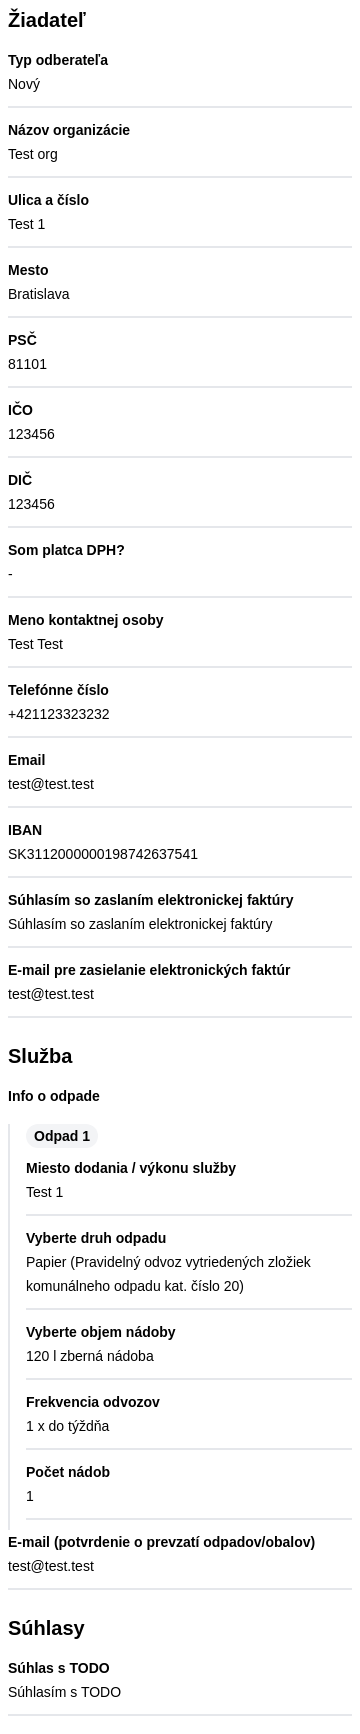 Žiadateľ
Typ odberateľa
Nový
Názov organizácie
Test org
Ulica a číslo
Test 1
Mesto
Bratislava
PSČ
81101
IČO
123456
DIČ
123456
Som platca DPH?
-
Meno kontaktnej osoby
Test Test
Telefónne číslo
+421123323232
Email
test@test.test
IBAN
SK3112000000198742637541
Súhlasím so zaslaním elektronickej faktúry
Súhlasím so zaslaním elektronickej faktúry
E-mail pre zasielanie elektronických faktúr
test@test.test
Služba
Info o odpade
Odpad 1
Miesto dodania / výkonu služby
Test 1
Vyberte druh odpadu
Papier (Pravidelný odvoz vytriedených zložiek
komunálneho odpadu kat. číslo 20)
Vyberte objem nádoby
120 l zberná nádoba
Frekvencia odvozov
1 x do týždňa
Počet nádob
1
E-mail (potvrdenie o prevzatí odpadov/obalov)
test@test.test
Súhlasy
Súhlas s TODO
Súhlasím s TODO